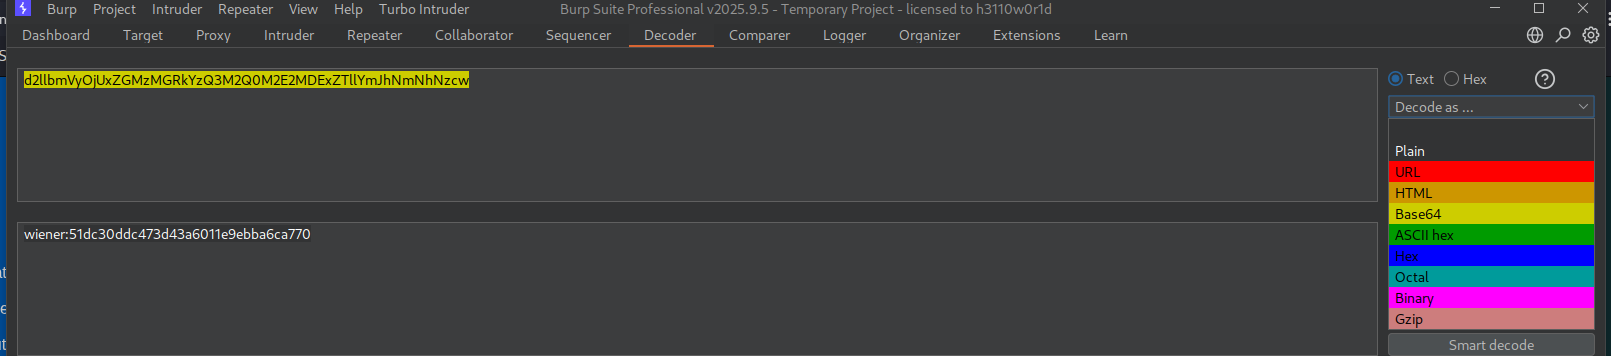 Burp Project Intruder Repeater View Help Turbo Intruder Burp Suite Professional v2025.9.5 - Temporary Project - licensed to h3110w0r1d
Dashboard Target Proxy Intruder Repeater Collaborator Sequencer Decoder Comparer Logger Organizer Extensions Learn
d2llbmVyOjUxZGMzMGRkYzQ3M2Q0M2E2MDExZTllYmJhNmNhNzcw
Text Hex ?
Decode as ...
Plain
URL
HTML
Base64
ASCII hex
Hex
Octal
Binary
Gzip
Smart decode
wiener:51dc30ddc473d43a6011e9ebba6ca770